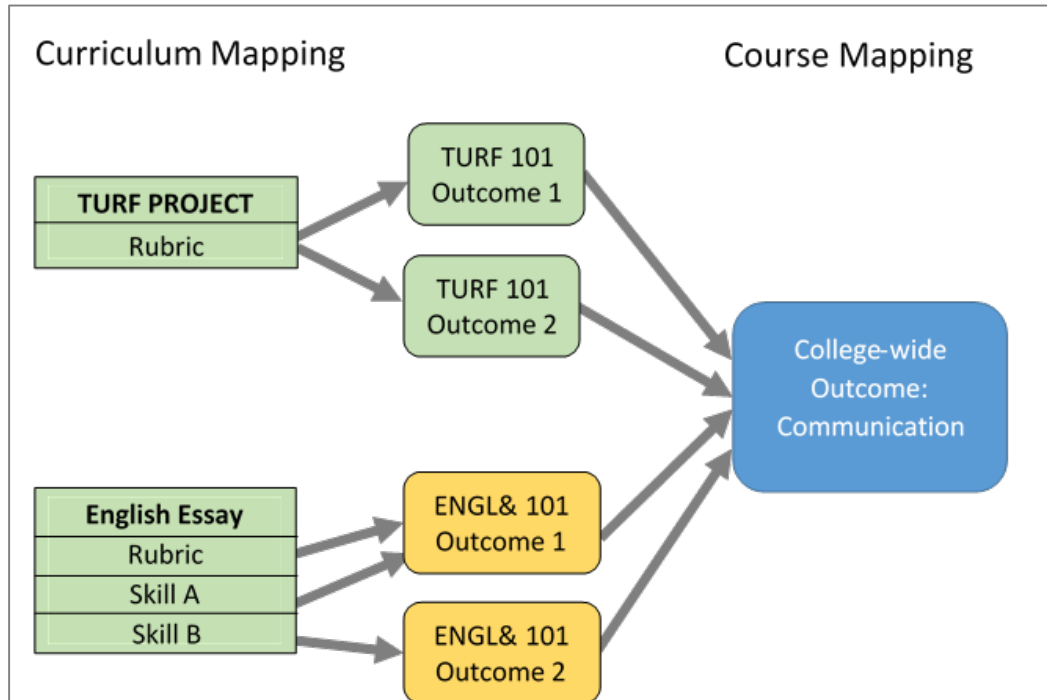 Curriculum Mapping
Course Mapping
TURF PROJECT
Rubric
TURF 101
Outcome 1
TURF 101
Outcome 2
College-wide
Outcome:
Communication
English Essay
Rubric
Skill A
Skill B
ENGL& 101
Outcome 1
ENGL& 101
Outcome 2